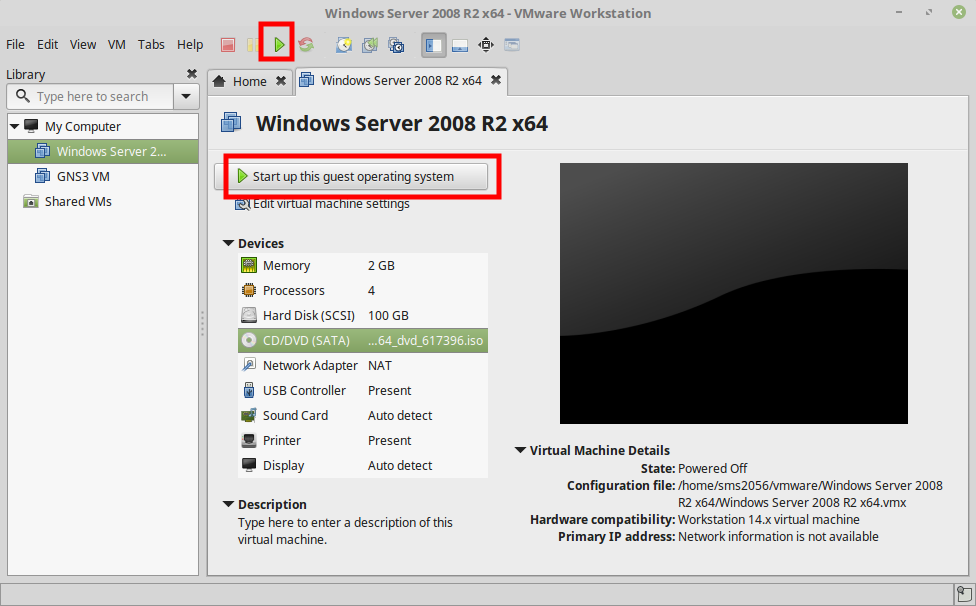 Windows Server 2008 R2 x64 - VMware Workstation
File Edit View VM Tabs Help
Library
Type here to search
Home
Windows Server 2008 R2 x64
My Computer
Windows Server 2...
GNS3 VM
Shared VMs
Windows Server 2008 R2 x64
Start up this guest operating system
Edit virtual machine settings
Devices
Memory 2 GB
Processors 4
Hard Disk (SCSI) 100 GB
CD/DVD (SATA) ...64_dvd_617396.iso
Network Adapter NAT
USB Controller Present
Sound Card Auto detect
Printer Present
Display Auto detect
Description
Type here to enter a description of this
virtual machine.
Virtual Machine Details
State: Powered Off
Configuration file: /home/sms2056/vmware/Windows Server 2008
R2 x64/Windows Server 2008 R2 x64.vmx
Hardware compatibility: Workstation 14.x virtual machine
Primary IP address: Network information is not available